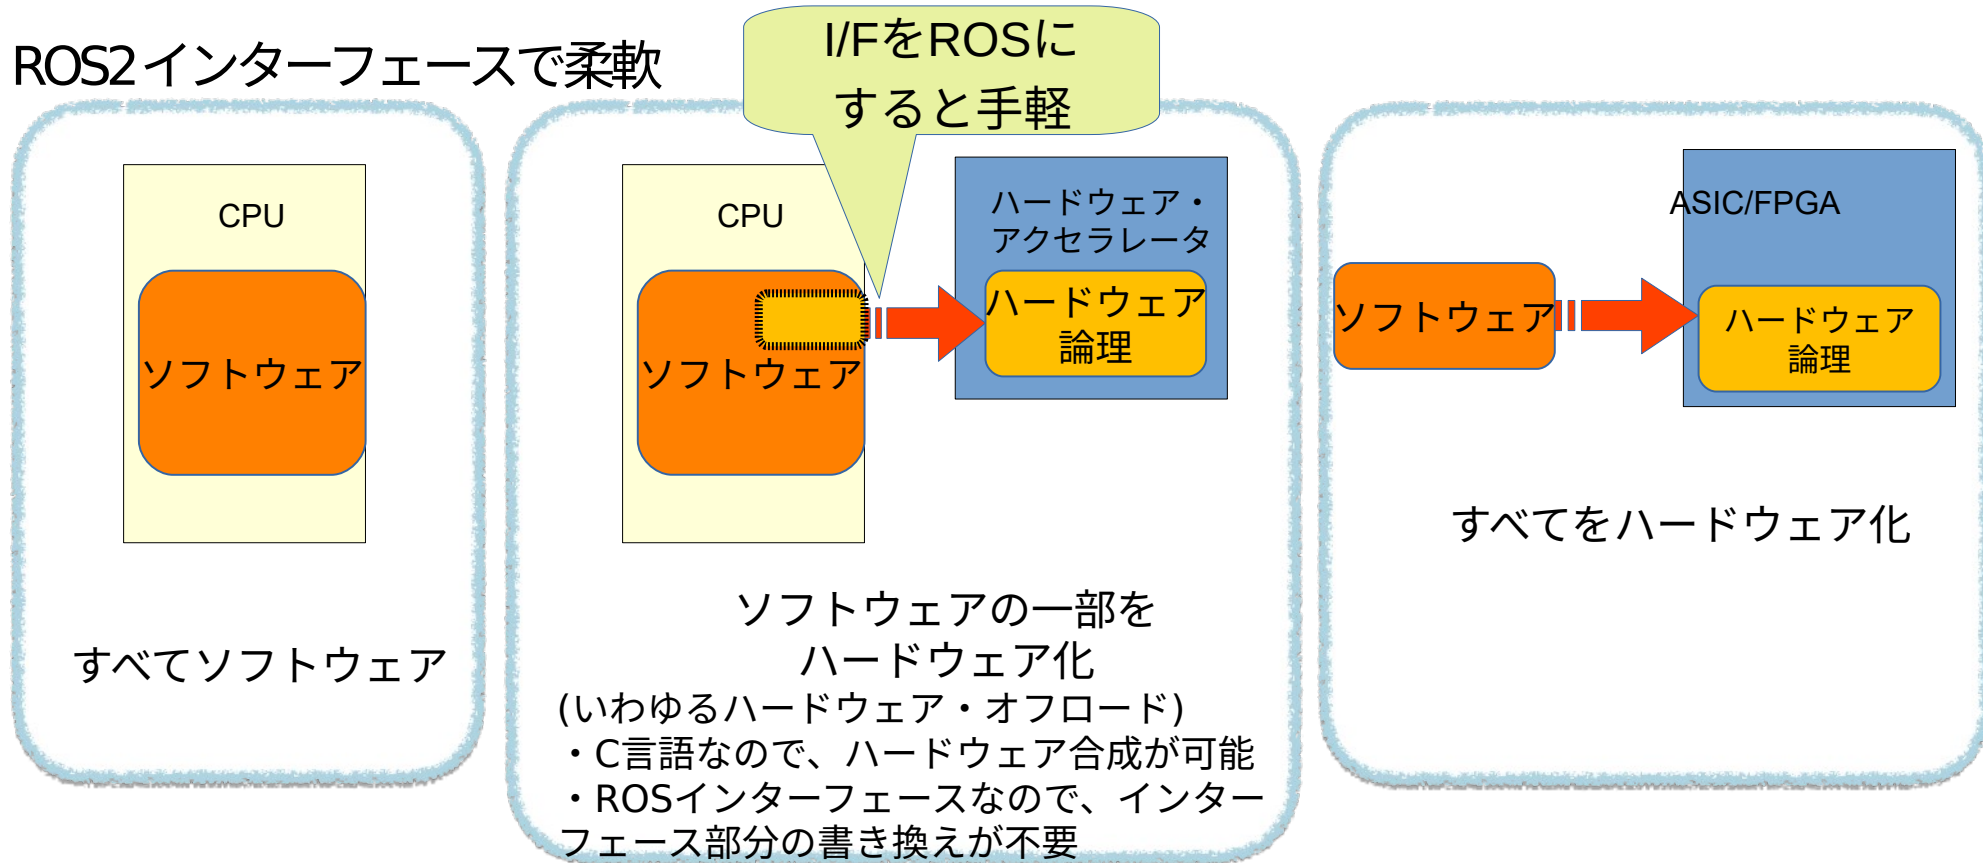 ROS2インターフェースで柔軟
I/FをROSに
すると手軽
CPU
ソフトウェア
すべてソフトウェア
CPU
ソフトウェア
ハードウェア・
アクセラレータ
ハードウェア
論理
ソフトウェアの一部を
ハードウェア化
(いわゆるハードウェア・オフロード)
・C言語なので、ハードウェア合成が可能
・ROSインターフェースなので、インター
フェース部分の書き換えが不要
ASIC/FPGA
ソフトウェア
ハードウェア
論理
すべてをハードウェア化